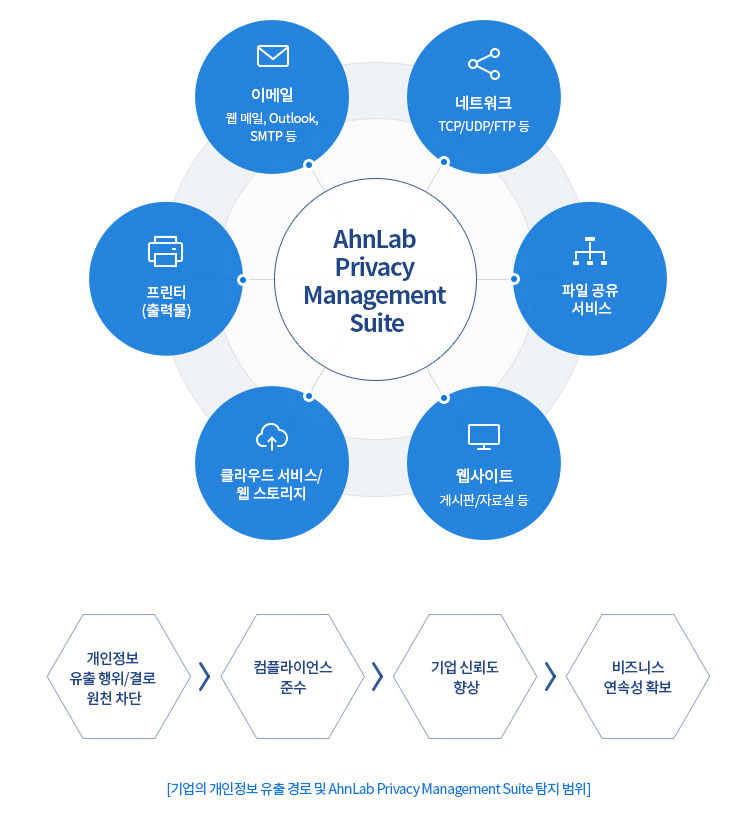 이메일
웹 메일, Outlook,
SMTP 등
네트워크
TCP/UDP/FTP 등
프린터
(출력물)
AhnLab
Privacy
Management
Suite
파일 공유
서비스
클라우드 서비스/
웹 스토리지
웹사이트
게시판/자료실 등
개인정보
유출 행위/결로
원천 차단
컴플라이언스
준수
기업 신뢰도
향상
비즈니스
연속성 확보
[기업의 개인정보 유출 경로 및 AhnLab Privacy Management Suite 탐지 범위]